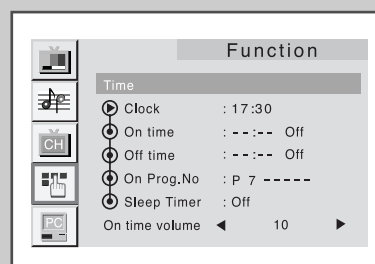 Function
Time
Clock : 17:30
On time : --:-- Off
Off time : --:-- Off
On Prog.No : P 7 -----
Sleep Timer : Off
On time volume 10
CH
PC